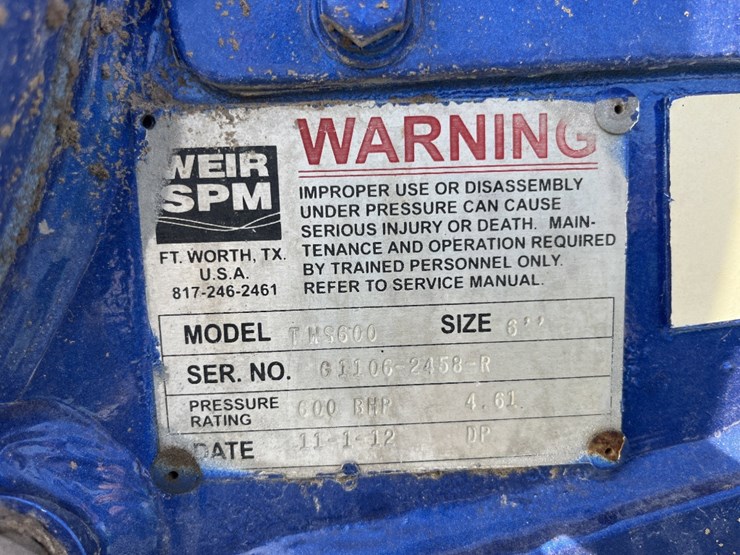 WARNING
WEIR
SPM
FT. WORTH, TX.
U.S.A.
817-246-2461
IMPROPER USE OR DISASSEMBLY
UNDER PRESSURE CAN CAUSE
SERIOUS INJURY OR DEATH. MAIN-
TENANCE AND OPERATION REQUIRED
BY TRAINED PERSONNEL ONLY.
REFER TO SERVICE MANUAL.
MODEL TWS600 SIZE 6''
SER. NO. G1106-2458-R
PRESSURE RATING 600 BHP 4.61
DATE 11-1-12 DP